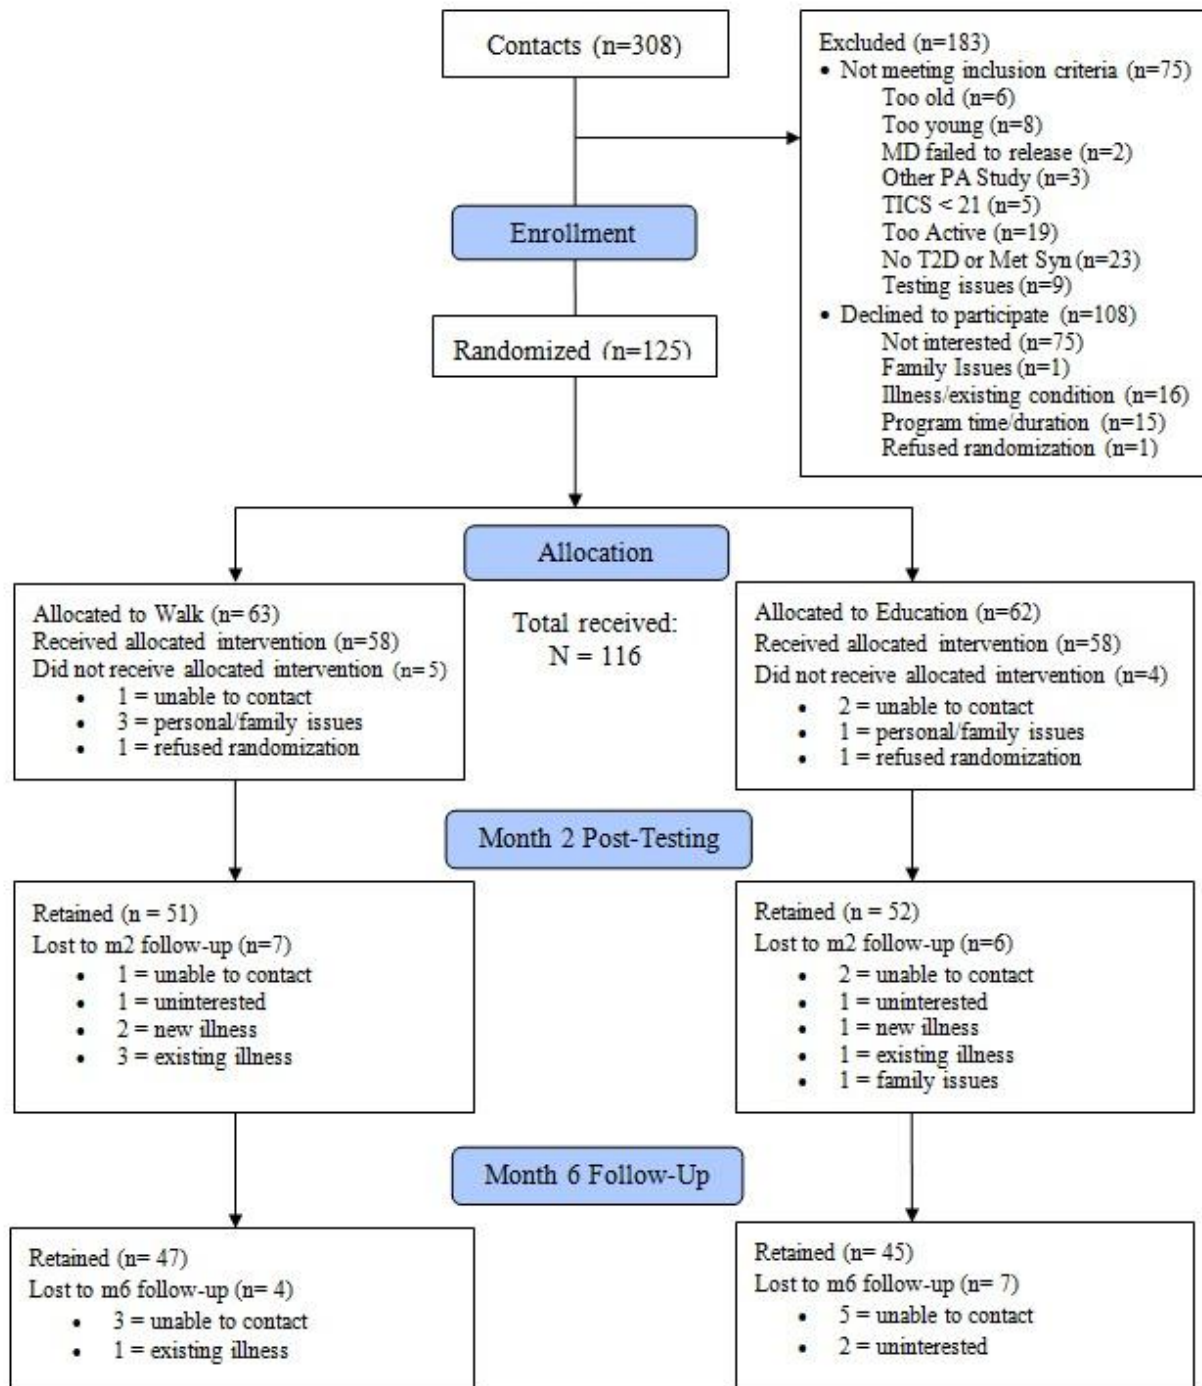 Contacts (n=308)
Excluded (n=183)
• Not meeting inclusion criteria (n=75)
Too old (n=6)
Too young (n=8)
MD failed to release (n=2)
Other PA Study (n=3)
TICS < 21 (n=5)
Too Active (n=19)
No T2D or Met Syn (n=23)
Testing issues (n=9)
• Declined to participate (n=108)
Not interested (n=75)
Family Issues (n=1)
Illness/existing condition (n=16)
Program time/duration (n=15)
Refused randomization (n=1)
Enrollment
Randomized (n=125)
Allocation
Allocated to Walk (n= 63)
Received allocated intervention (n=58)
Did not receive allocated intervention (n= 5)
• 1 = unable to contact
• 3 = personal/family issues
• 1 = refused randomization
Total received:
N = 116
Allocated to Education (n=62)
Received allocated intervention (n=58)
Did not receive allocated intervention (n=4)
• 2 = unable to contact
• 1 = personal/family issues
• 1 = refused randomization
Month 2 Post-Testing
Retained (n = 51)
Lost to m2 follow-up (n=7)
• 1 = unable to contact
• 1 = uninterested
• 2 = new illness
• 3 = existing illness
Retained (n = 52)
Lost to m2 follow-up (n=6)
• 2 = unable to contact
• 1 = uninterested
• 1 = new illness
• 1 = existing illness
• 1 = family issues
Month 6 Follow-Up
Retained (n= 47)
Lost to m6 follow-up (n= 4)
• 3 = unable to contact
• 1 = existing illness
Retained (n= 45)
Lost to m6 follow-up (n= 7)
• 5 = unable to contact
• 2 = uninterested